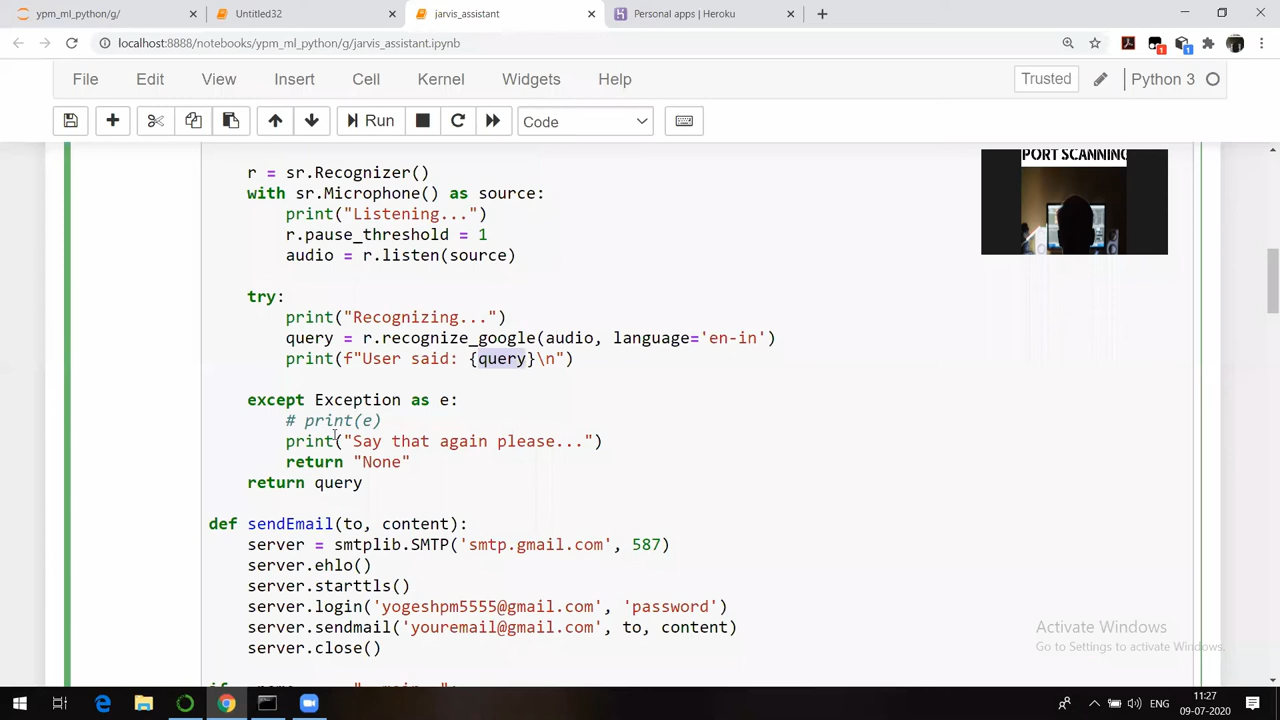 ypm_ml_python/g/
Untitled32
jarvis_assistant
Personal apps | Heroku
localhost:8888/notebooks/ypm_ml_python/g/jarvis_assistant.ipynb
File Edit View Insert Cell Kernel Widgets Help
Trusted
Python 3
Run
Code
PORT SCANNING
r = sr.Recognizer()
with sr.Microphone() as source:
print("Listening...")
r.pause_threshold = 1
audio = r.listen(source)
try:
print("Recognizing...")
query = r.recognize_google(audio, language='en-in')
print(f"User said: {query}\n")
except Exception as e:
# print(e)
print("Say that again please...")
return "None"
return query
def sendEmail(to, content):
server = smtplib.SMTP('smtp.gmail.com', 587)
server.ehlo()
server.starttls()
server.login('yogeshpm5555@gmail.com', 'password')
server.sendmail('youremail@gmail.com', to, content)
server.close()
Activate Windows
Go to Settings to activate Windows.
1
1
ENG
11:27
09-07-2020